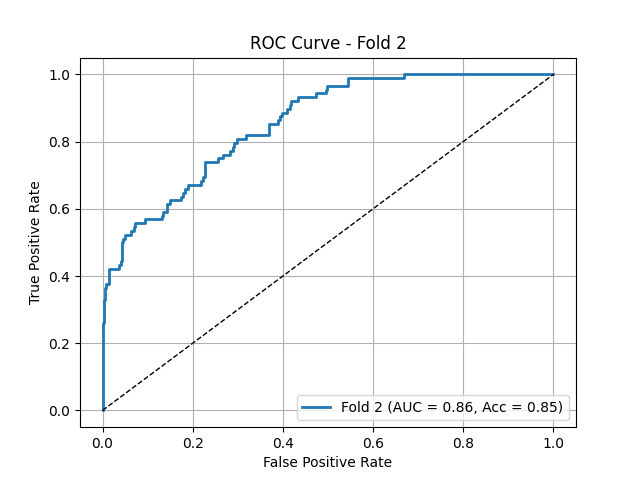 ROC Curve - Fold 2
True Positive Rate
1.0
0.8
0.6
0.4
0.2
0.0
Fold 2 (AUC = 0.86, Acc = 0.85)
0.0 0.2 0.4 0.6 0.8 1.0
False Positive Rate